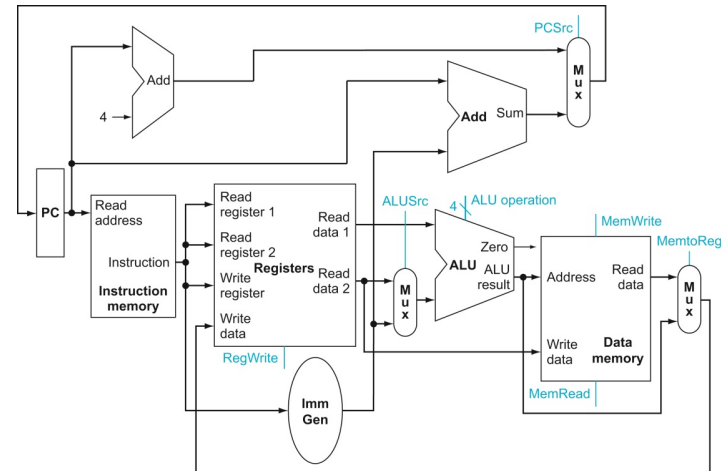 PCSrc
Add
4
Add
Sum
M
u
x
PC
Read
address
Instruction
Instruction
memory
Read
register 1
Read
register 2
Write
register
Write
data
Registers
Read
data 1
Read
data 2
RegWrite
Imm
Gen
ALUSrc
M
u
x
4
ALU operation
Zero
ALU
ALU
result
MemWrite
Address
Read
data
Write
data
Data
memory
MemRead
MemtoReg
M
u
x